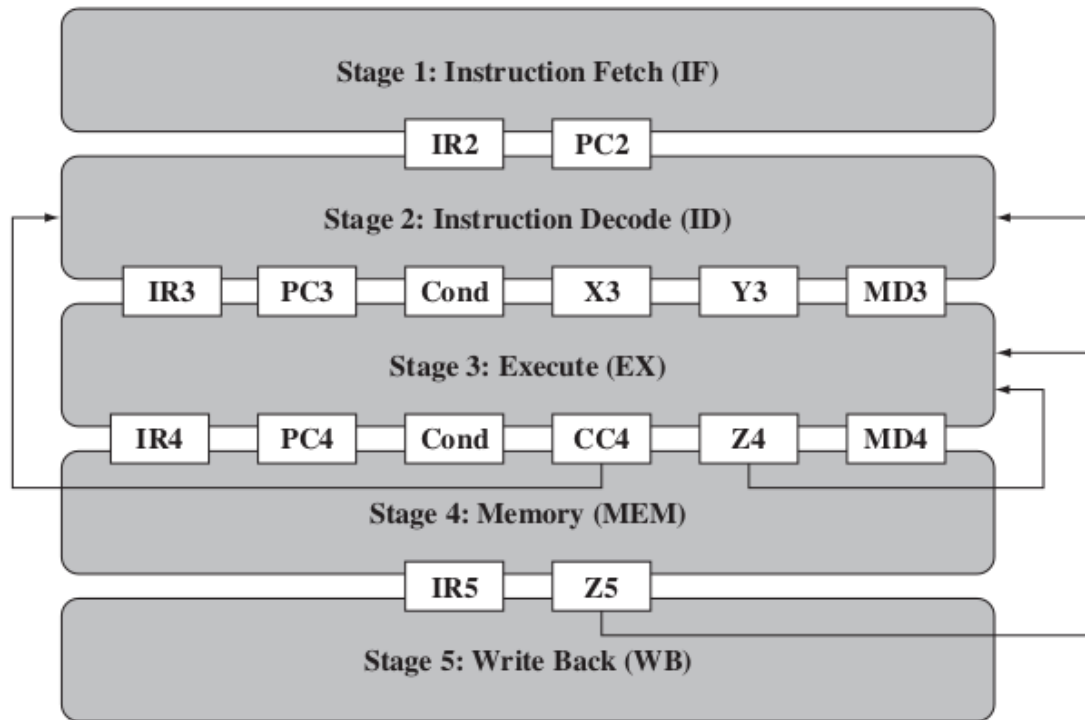 Stage 1: Instruction Fetch (IF)
IR2 PC2
Stage 2: Instruction Decode (ID)
IR3 PC3 Cond X3 Y3 MD3
Stage 3: Execute (EX)
IR4 PC4 Cond CC4 Z4 MD4
Stage 4: Memory (MEM)
IR5 Z5
Stage 5: Write Back (WB)